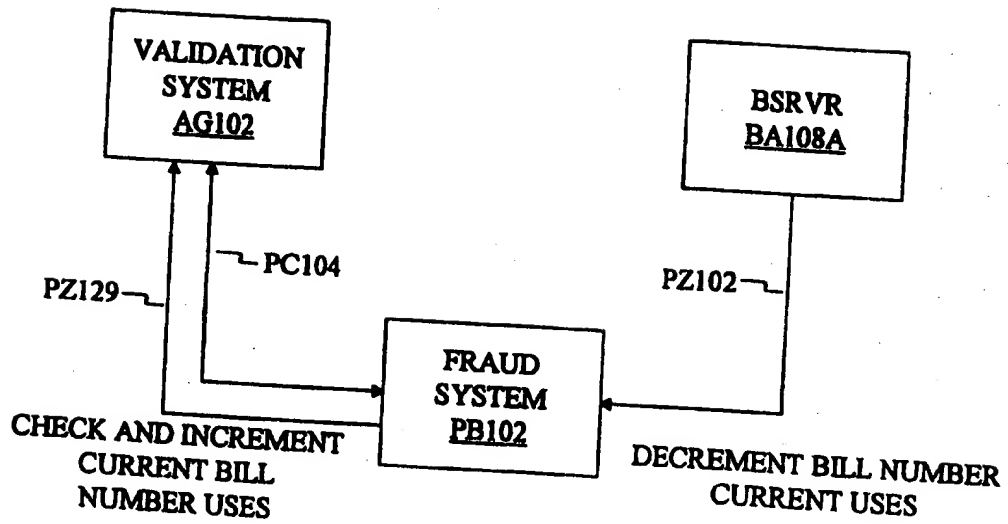 VALIDATION
SYSTEM
AG102
BSRVR
BA108A
PC104
PZ129
PZ102
FRAUD
SYSTEM
PB102
CHECK AND INCREMENT
CURRENT BILL
NUMBER USES
DECREMENT BILL NUMBER
CURRENT USES